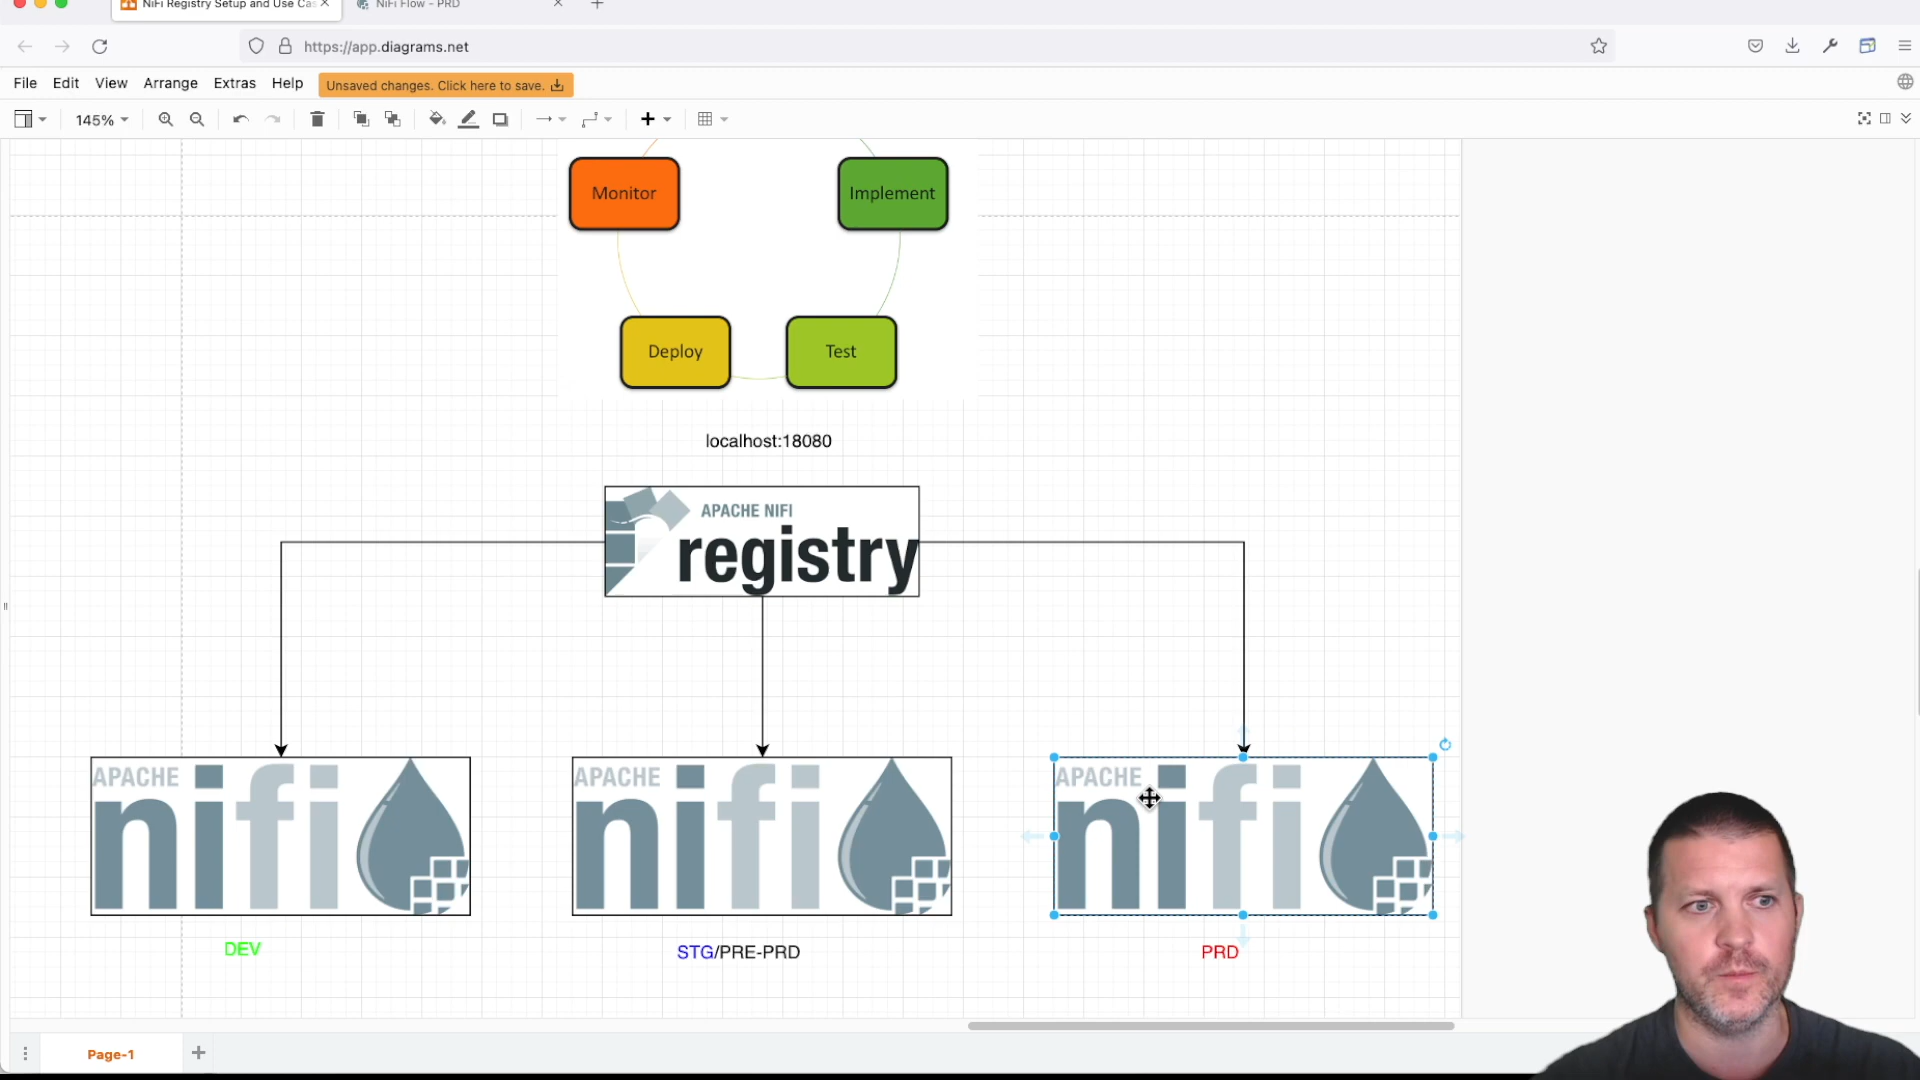 NiFi Registry Setup and Use Cas
NiFi Flow - PRD
https://app.diagrams.net
File Edit View Arrange Extras Help Unsaved changes. Click here to save.
145%
Monitor
Implement
Deploy
Test
localhost:18080
APACHE NIFI
registry
APACHE
nifi
APACHE
nifi
APACHE
nifi
DEV
STG/PRE-PRD
PRD
Page-1